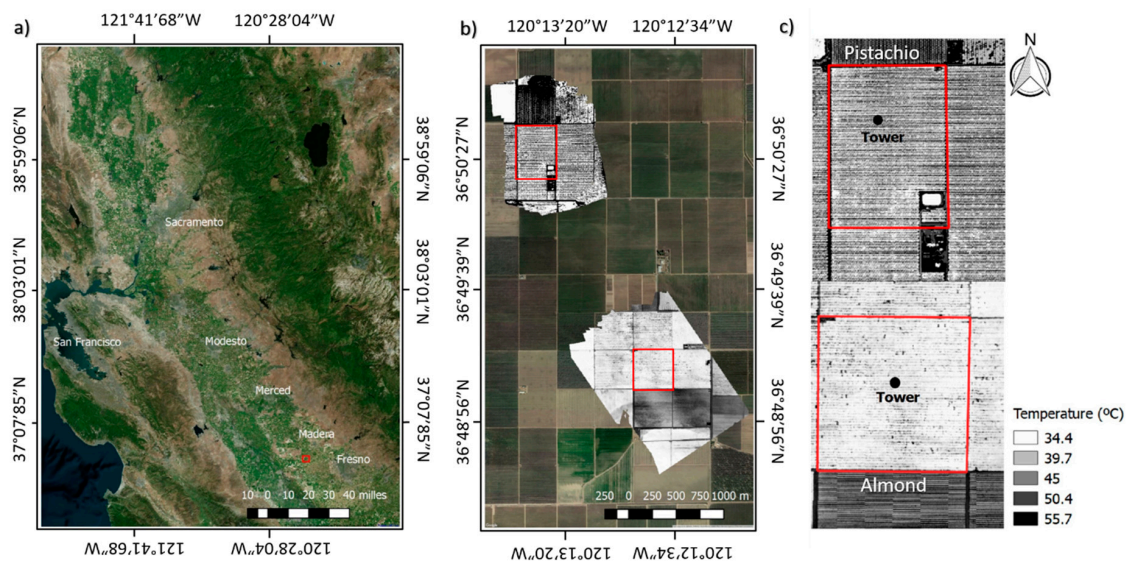 a)
121°41'68"W
120°28'04"W
38°59'06"N
38°03'01"N
37°07'85"N
38°59'06"N
38°03'01"N
37°07'85"N
Sacramento
San Francisco
Modesto
Merced
Madera
Fresno
10 0 10 20 30 40 milles
121°41'68"W
120°28'04"W
b)
120°13'20"W
120°12'34"W
36°50'27"N
36°49'39"N
36°48'56"N
36°50'27"N
36°49'39"N
36°48'56"N
250 0 250 500 750 1000 m
120°13'20"W
120°12'34"W
c)
Pistachio
Tower
Tower
Almond
N
Temperature (ºC)
34.4
39.7
45
50.4
55.7